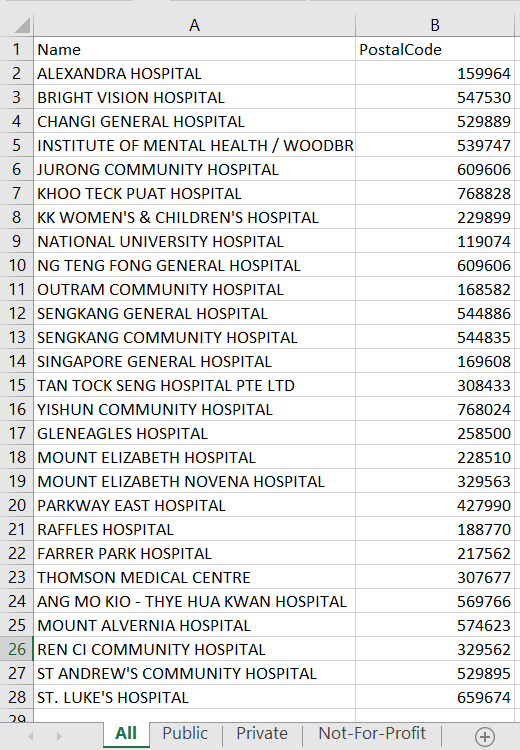 A B
1 Name PostalCode
2 ALEXANDRA HOSPITAL 159964
3 BRIGHT VISION HOSPITAL 547530
4 CHANGI GENERAL HOSPITAL 529889
5 INSTITUTE OF MENTAL HEALTH / WOODBR 539747
6 JURONG COMMUNITY HOSPITAL 609606
7 KHOO TECK PUAT HOSPITAL 768828
8 KK WOMEN'S & CHILDREN'S HOSPITAL 229899
9 NATIONAL UNIVERSITY HOSPITAL 119074
10 NG TENG FONG GENERAL HOSPITAL 609606
11 OUTRAM COMMUNITY HOSPITAL 168582
12 SENGKANG GENERAL HOSPITAL 544886
13 SENGKANG COMMUNITY HOSPITAL 544835
14 SINGAPORE GENERAL HOSPITAL 169608
15 TAN TOCK SENG HOSPITAL PTE LTD 308433
16 YISHUN COMMUNITY HOSPITAL 768024
17 GLENEAGLES HOSPITAL 258500
18 MOUNT ELIZABETH HOSPITAL 228510
19 MOUNT ELIZABETH NOVENA HOSPITAL 329563
20 PARKWAY EAST HOSPITAL 427990
21 RAFFLES HOSPITAL 188770
22 FARRER PARK HOSPITAL 217562
23 THOMSON MEDICAL CENTRE 307677
24 ANG MO KIO - THYE HUA KWAN HOSPITAL 569766
25 MOUNT ALVERNIA HOSPITAL 574623
26 REN CI COMMUNITY HOSPITAL 329562
27 ST ANDREW'S COMMUNITY HOSPITAL 529895
28 ST. LUKE'S HOSPITAL 659674
29
All Public Private Not-For-Profit